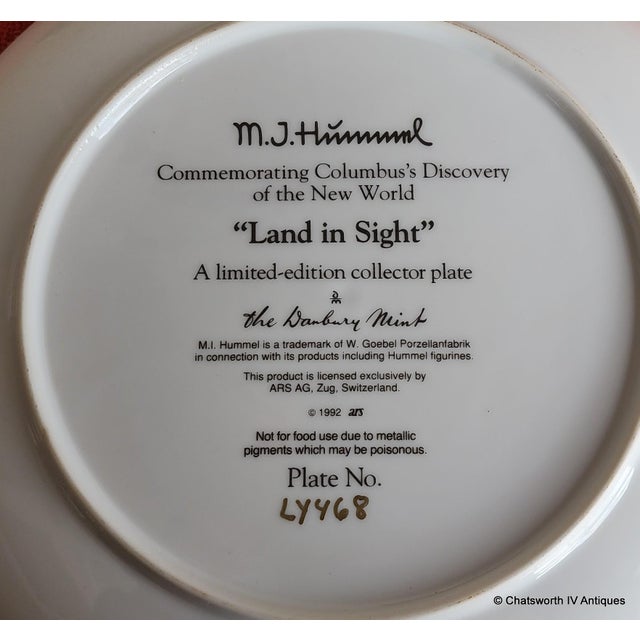 M.J. Hummel
Commemorating Columbus's Discovery
of the New World
“Land in Sight”
A limited-edition collector plate
DM
the Danbury Mint
M.I. Hummel is a trademark of W. Goebel Porzellanfabrik
in connection with its products including Hummel figurines.
This product is licensed exclusively by
ARS AG, Zug, Switzerland.
© 1992 ars
Not for food use due to metallic
pigments which may be poisonous.
Plate No.
LY468
© Chatsworth IV Antiques